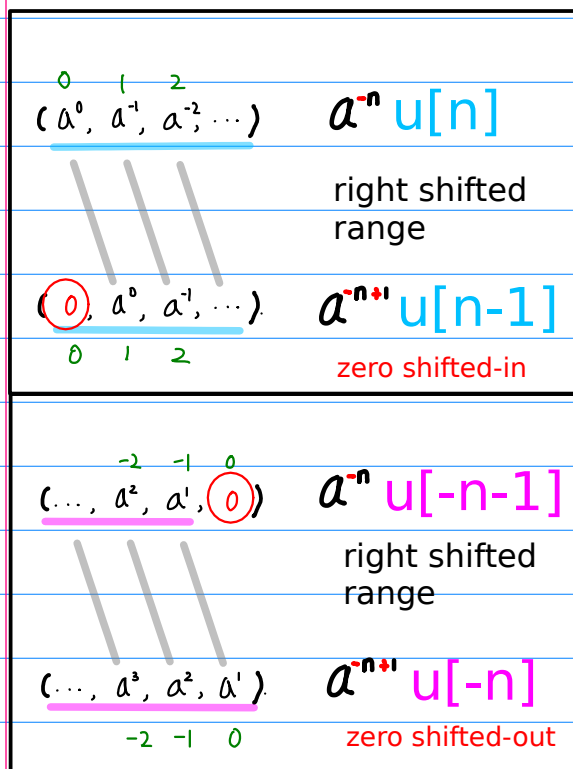 0 1 2
(a⁰, a⁻¹, a⁻², ⋯) a⁻ⁿ u[n]
right shifted
range
(0, a⁰, a⁻¹, ⋯). a⁻ⁿ⁺¹ u[n-1]
0 1 2 zero shifted-in
-2 -1 0
(⋯, a², a¹, 0) a⁻ⁿ u[-n-1]
right shifted
range
(⋯, a³, a², a¹). a⁻ⁿ⁺¹ u[-n]
-2 -1 0 zero shifted-out